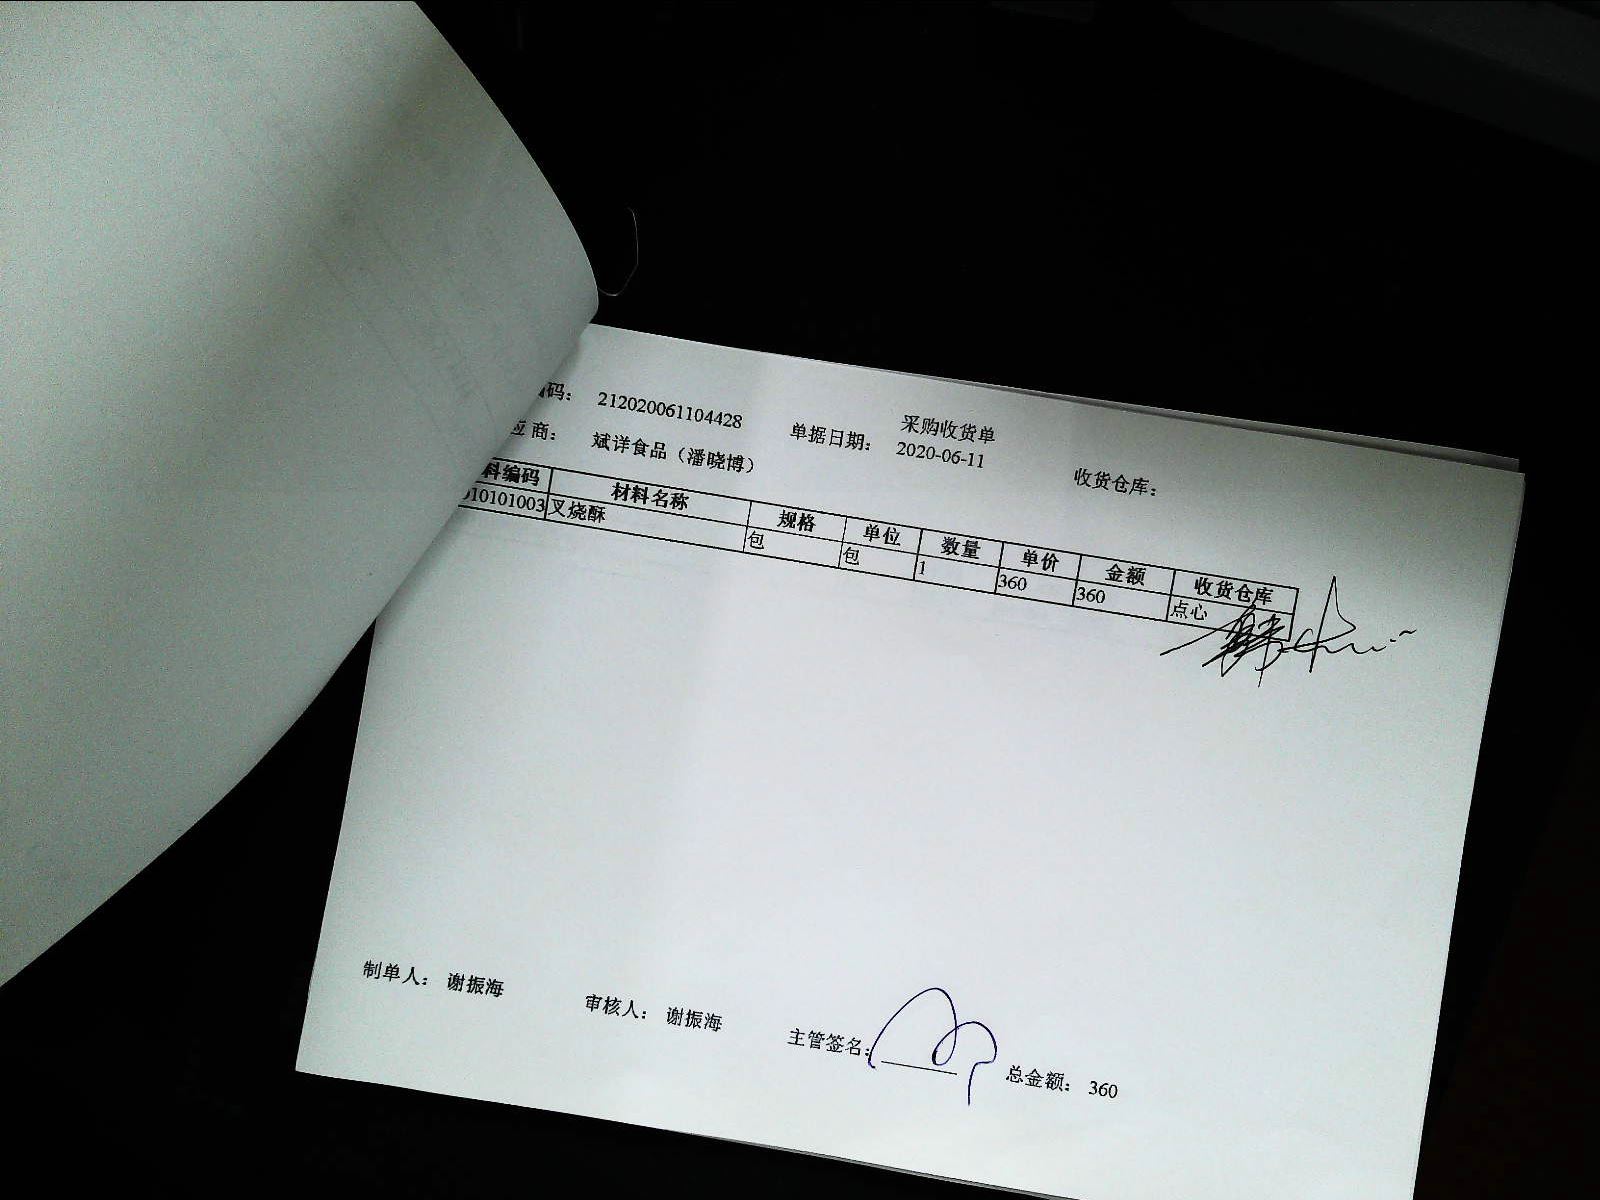 采购收货单
码： 212020061104428 单据日期： 2020-06-11 收货仓库：
应商： 斌详食品（潘晓博）
料编码 材料名称 规格 单位 数量 单价 金额 收货仓库
10101003 叉烧酥 包 包 1 360 360 点心
制单人： 谢振海 审核人： 谢振海 主管签名： 总金额： 360